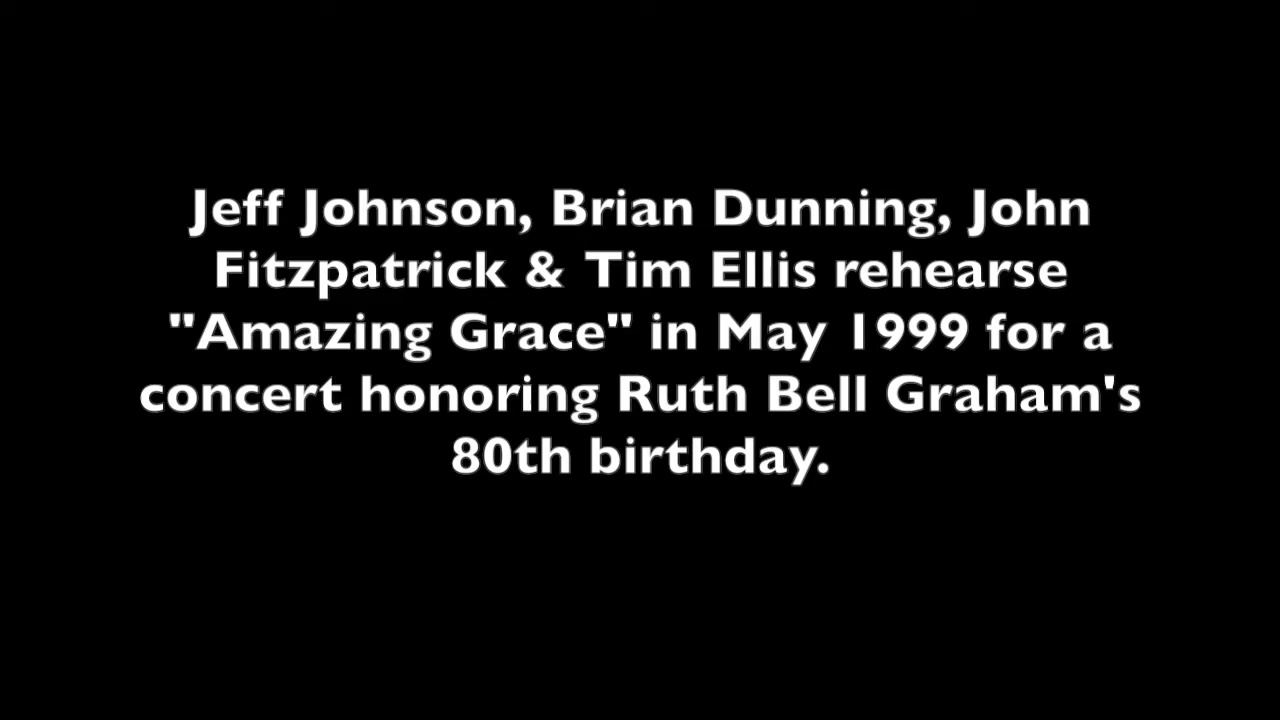 Jeff Johnson, Brian Dunning, John
Fitzpatrick & Tim Ellis rehearse
"Amazing Grace" in May 1999 for a
concert honoring Ruth Bell Graham's
80th birthday.